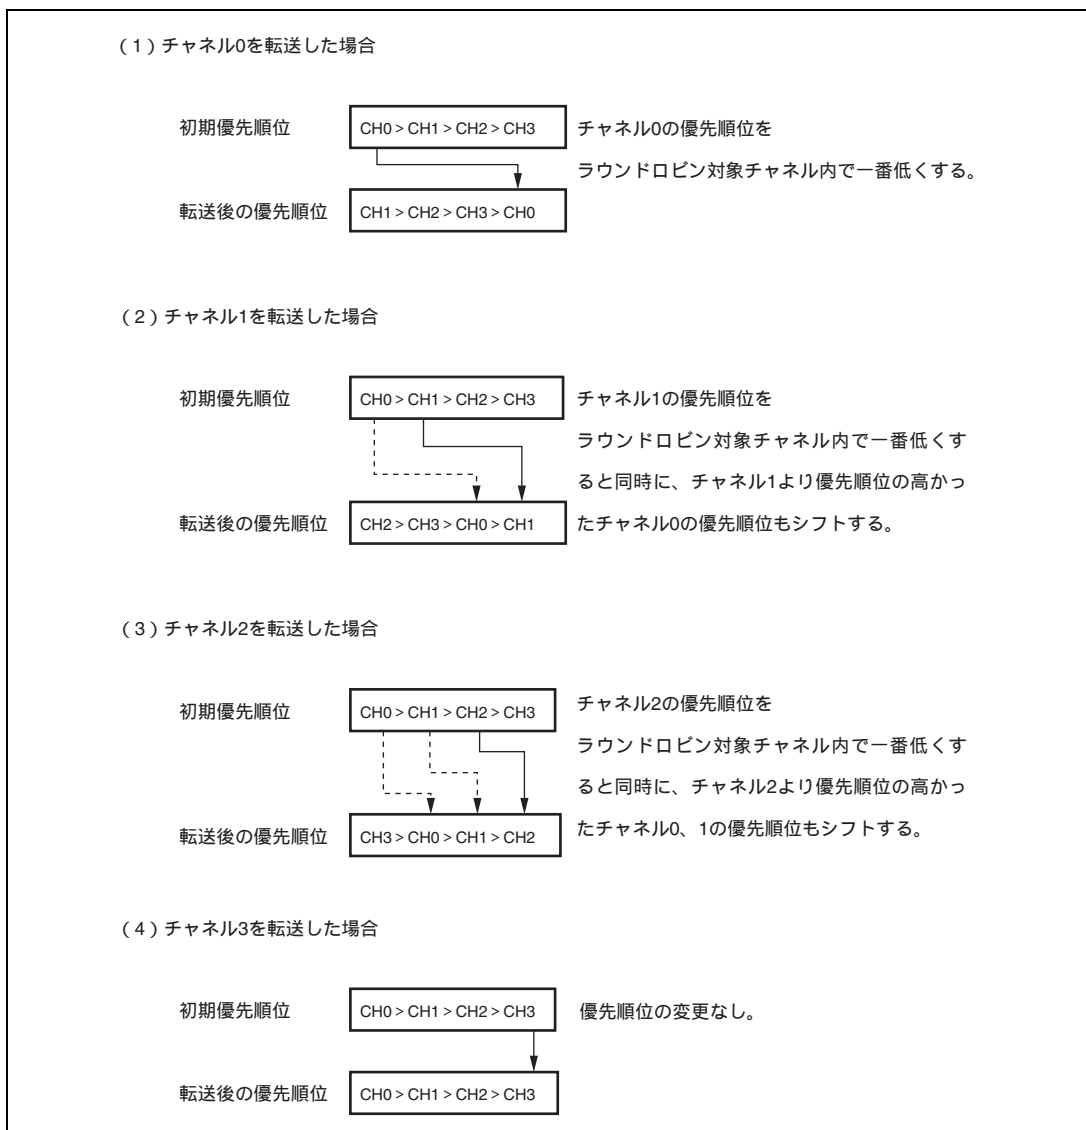 （1）チャネル0を転送した場合
初期優先順位
CH0 > CH1 > CH2 > CH3
チャネル0の優先順位を
ラウンドロビン対象チャネル内で一番低くする。
転送後の優先順位
CH1 > CH2 > CH3 > CH0
（2）チャネル1を転送した場合
初期優先順位
CH0 > CH1 > CH2 > CH3
チャネル1の優先順位を
ラウンドロビン対象チャネル内で一番低くす
ると同時に、チャネル1より優先順位の高かっ
転送後の優先順位
CH2 > CH3 > CH0 > CH1
たチャネル0の優先順位もシフトする。
（3）チャネル2を転送した場合
初期優先順位
CH0 > CH1 > CH2 > CH3
チャネル2の優先順位を
ラウンドロビン対象チャネル内で一番低くす
ると同時に、チャネル2より優先順位の高かっ
転送後の優先順位
CH3 > CH0 > CH1 > CH2
たチャネル0、1の優先順位もシフトする。
（4）チャネル3を転送した場合
初期優先順位
CH0 > CH1 > CH2 > CH3
優先順位の変更なし。
転送後の優先順位
CH0 > CH1 > CH2 > CH3